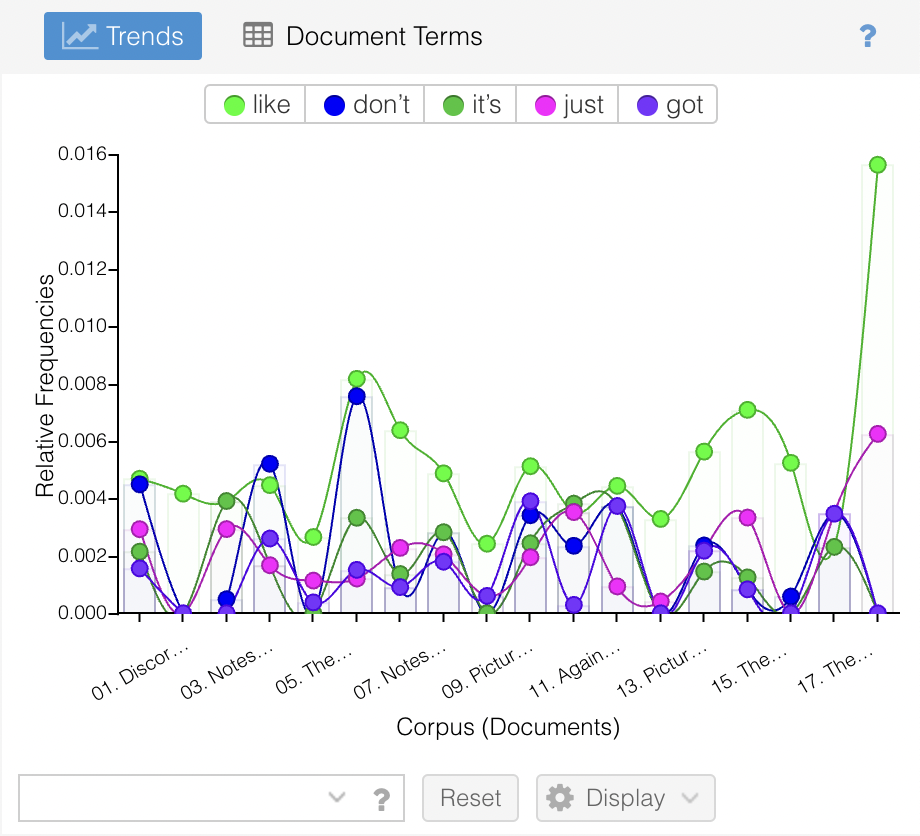 Trends
Document Terms
?
like
don't
it's
just
got
0.016
0.014
0.012
0.010
0.008
0.006
0.004
0.002
0.000
Relative Frequencies
01. Discor...
03. Notes...
05. The...
07. Notes...
09. Pictur...
11. Again...
13. Pictur...
15. The...
17. The...
Corpus (Documents)
?
Reset
Display